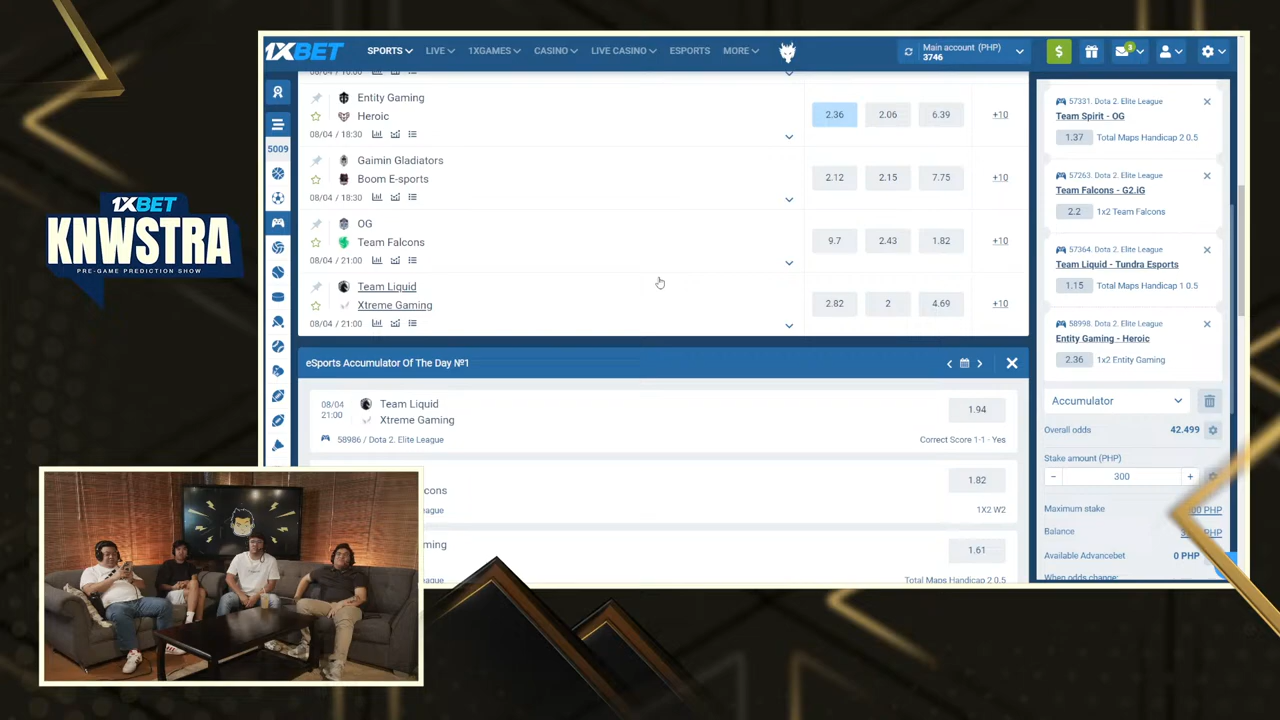 1XBET
SPORTS
LIVE
1XGAMES
CASINO
LIVE CASINO
ESPORTS
MORE
Main account (PHP)
3746
$
3
5009
Entity Gaming
Heroic
08/04 / 18:30
2.36
2.06
6.39
+10
Gaimin Gladiators
Boom E-sports
08/04 / 18:30
2.12
2.15
7.75
+10
OG
Team Falcons
08/04 / 21:00
9.7
2.43
1.82
+10
Team Liquid
Xtreme Gaming
08/04 / 21:00
2.82
2
4.69
+10
eSports Accumulator Of The Day №1
08/04
21:00
Team Liquid
Xtreme Gaming
1.94
58986 / Dota 2. Elite League
Correct Score 1-1 - Yes
cons
1.82
ague
1X2 W2
ming
1.61
eague
Total Maps Handicap 2 0.5
57331. Dota 2. Elite League
Team Spirit - OG
1.37
Total Maps Handicap 2 0.5
57263. Dota 2. Elite League
Team Falcons - G2.iG
2.2
1x2 Team Falcons
57364. Dota 2. Elite League
Team Liquid - Tundra Esports
1.15
Total Maps Handicap 1 0.5
58998. Dota 2. Elite League
Entity Gaming - Heroic
2.36
1x2 Entity Gaming
Accumulator
Overall odds
42.499
Stake amount (PHP)
300
Maximum stake
PHP
Balance
PHP
Available Advancebet
0 PHP
When odds change:
1XBET
KNWSTRA
PRE-GAME PREDICTION SHOW